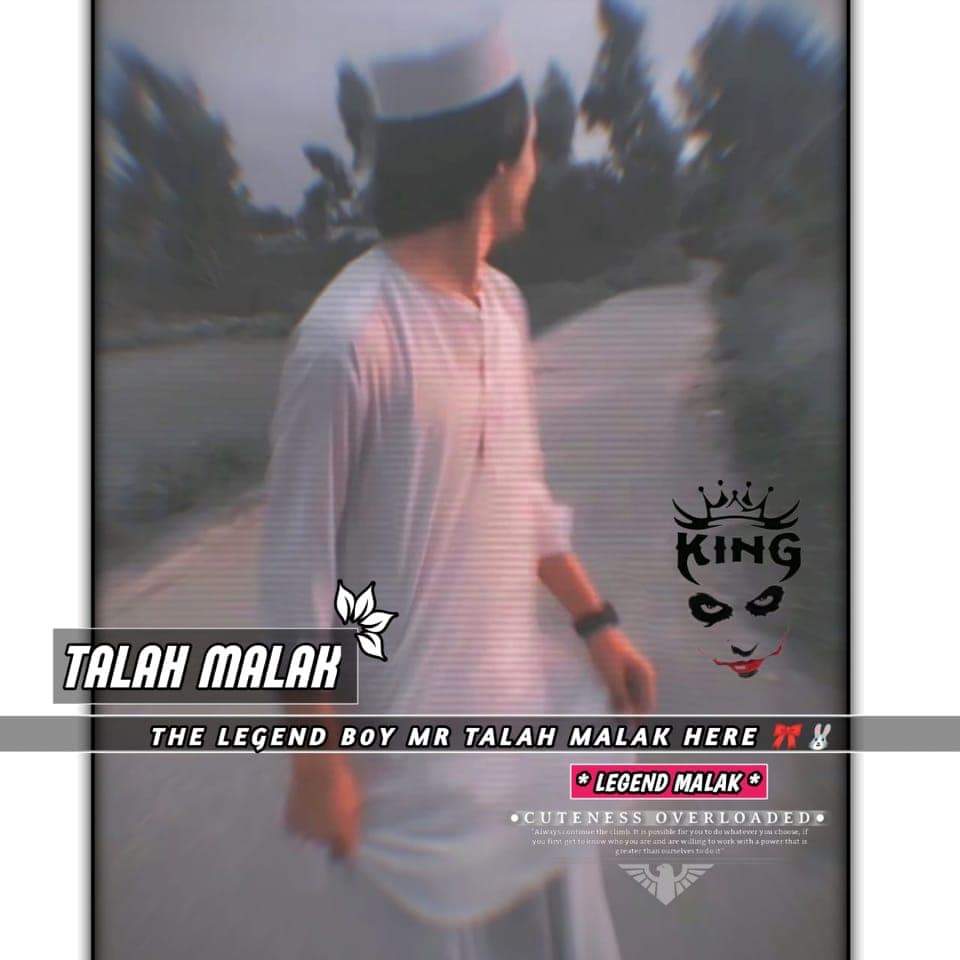 KING
TALAH MALAK
THE LEGEND BOY MR TALAH MALAK HERE 🎀🐰
* LEGEND MALAK *
•CUTENESS OVERLOADED•
"Always continue the climb. It is possible for you to do whatever you choose, if
you first get to know who you are and are willing to work with a power that is
greater than ourselves to do it"